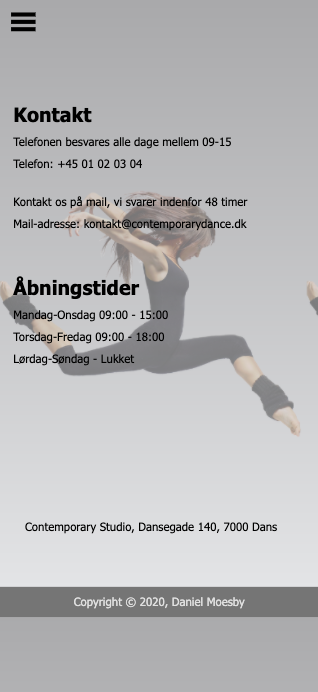 Kontakt
Telefonen besvares alle dage mellem 09-15
Telefon: +45 01 02 03 04
Kontakt os på mail, vi svarer indenfor 48 timer
Mail-adresse: kontakt@contemporarydance.dk
Åbningstider
Mandag-Onsdag 09:00 - 15:00
Torsdag-Fredag 09:00 - 18:00
Lørdag-Søndag - Lukket
Contemporary Studio, Dansegade 140, 7000 Dans
Copyright © 2020, Daniel Moesby